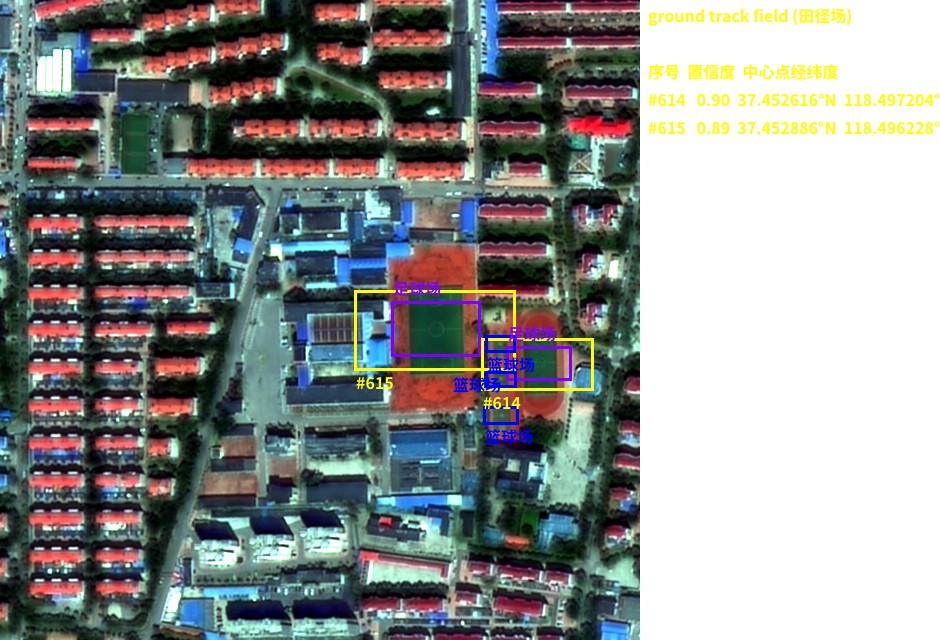 ground track field (田径场)
序号 置信度 中心点经纬度
#614 0.90 37.452616°N 118.497204°
#615 0.89 37.452886°N 118.496228°
足球场
足球场
篮球场
篮球场
#615
#614
篮球场